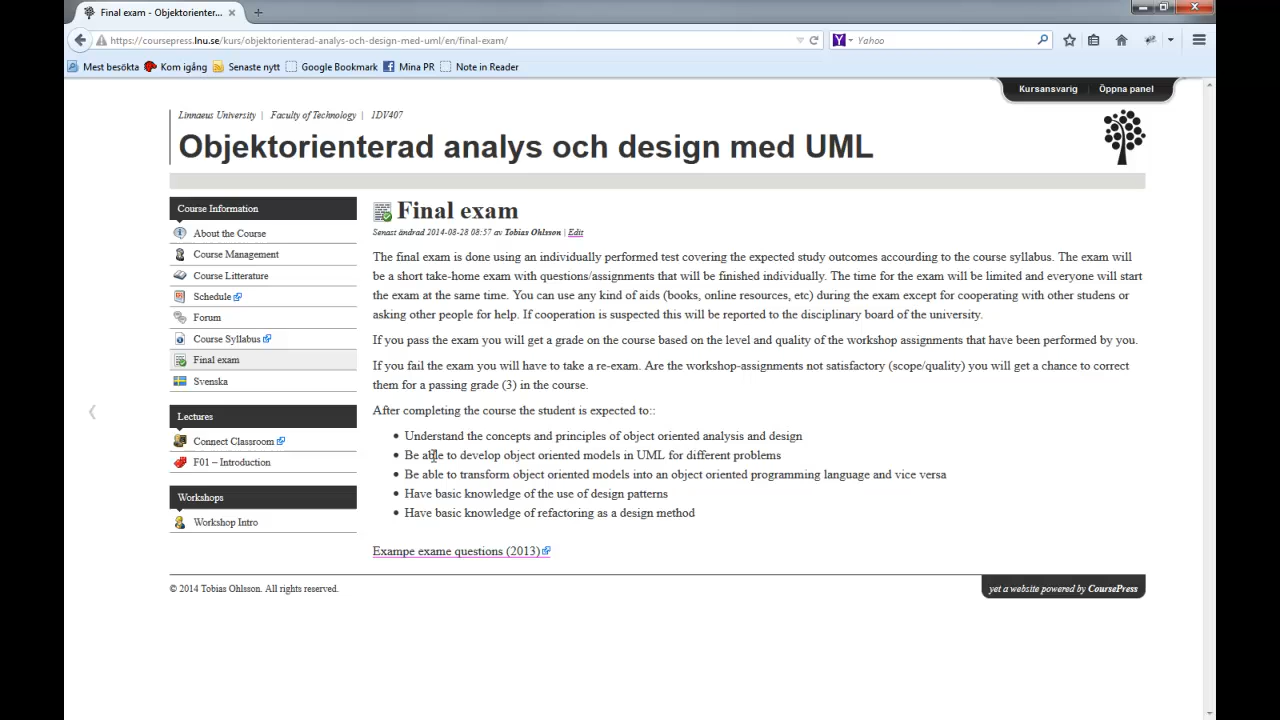 Final exam - Objektorienter...
https://coursepress.lnu.se/kurs/objektorienterad-analys-och-design-med-uml/en/final-exam/
Yahoo
Mest besökta Kom igång Senaste nytt Google Bookmark Mina PR Note in Reader
Kursansvarig Öppna panel
Linnaeus University | Faculty of Technology | 1DV407
Objektorienterad analys och design med UML
Course Information
About the Course
Course Management
Course Litterature
Schedule
Forum
Course Syllabus
Final exam
Svenska
Lectures
Connect Classroom
F01 – Introduction
Workshops
Workshop Intro
Final exam
Senast ändrad 2014-08-28 08:57 av Tobias Ohlsson | Edit
The final exam is done using an individually performed test covering the expected study outcomes accourding to the course syllabus. The exam will
be a short take-home exam with questions/assignments that will be finished individually. The time for the exam will be limited and everyone will start
the exam at the same time. You can use any kind of aids (books, online resources, etc) during the exam except for cooperating with other studens or
asking other people for help. If cooperation is suspected this will be reported to the disciplinary board of the university.
If you pass the exam you will get a grade on the course based on the level and quality of the workshop assignments that have been performed by you.
If you fail the exam you will have to take a re-exam. Are the workshop-assignments not satisfactory (scope/quality) you will get a chance to correct
them for a passing grade (3) in the course.
After completing the course the student is expected to::
• Understand the concepts and principles of object oriented analysis and design
• Be able to develop object oriented models in UML for different problems
• Be able to transform object oriented models into an object oriented programming language and vice versa
• Have basic knowledge of the use of design patterns
• Have basic knowledge of refactoring as a design method
Exampe exame questions (2013)
© 2014 Tobias Ohlsson. All rights reserved.
yet a website powered by CoursePress